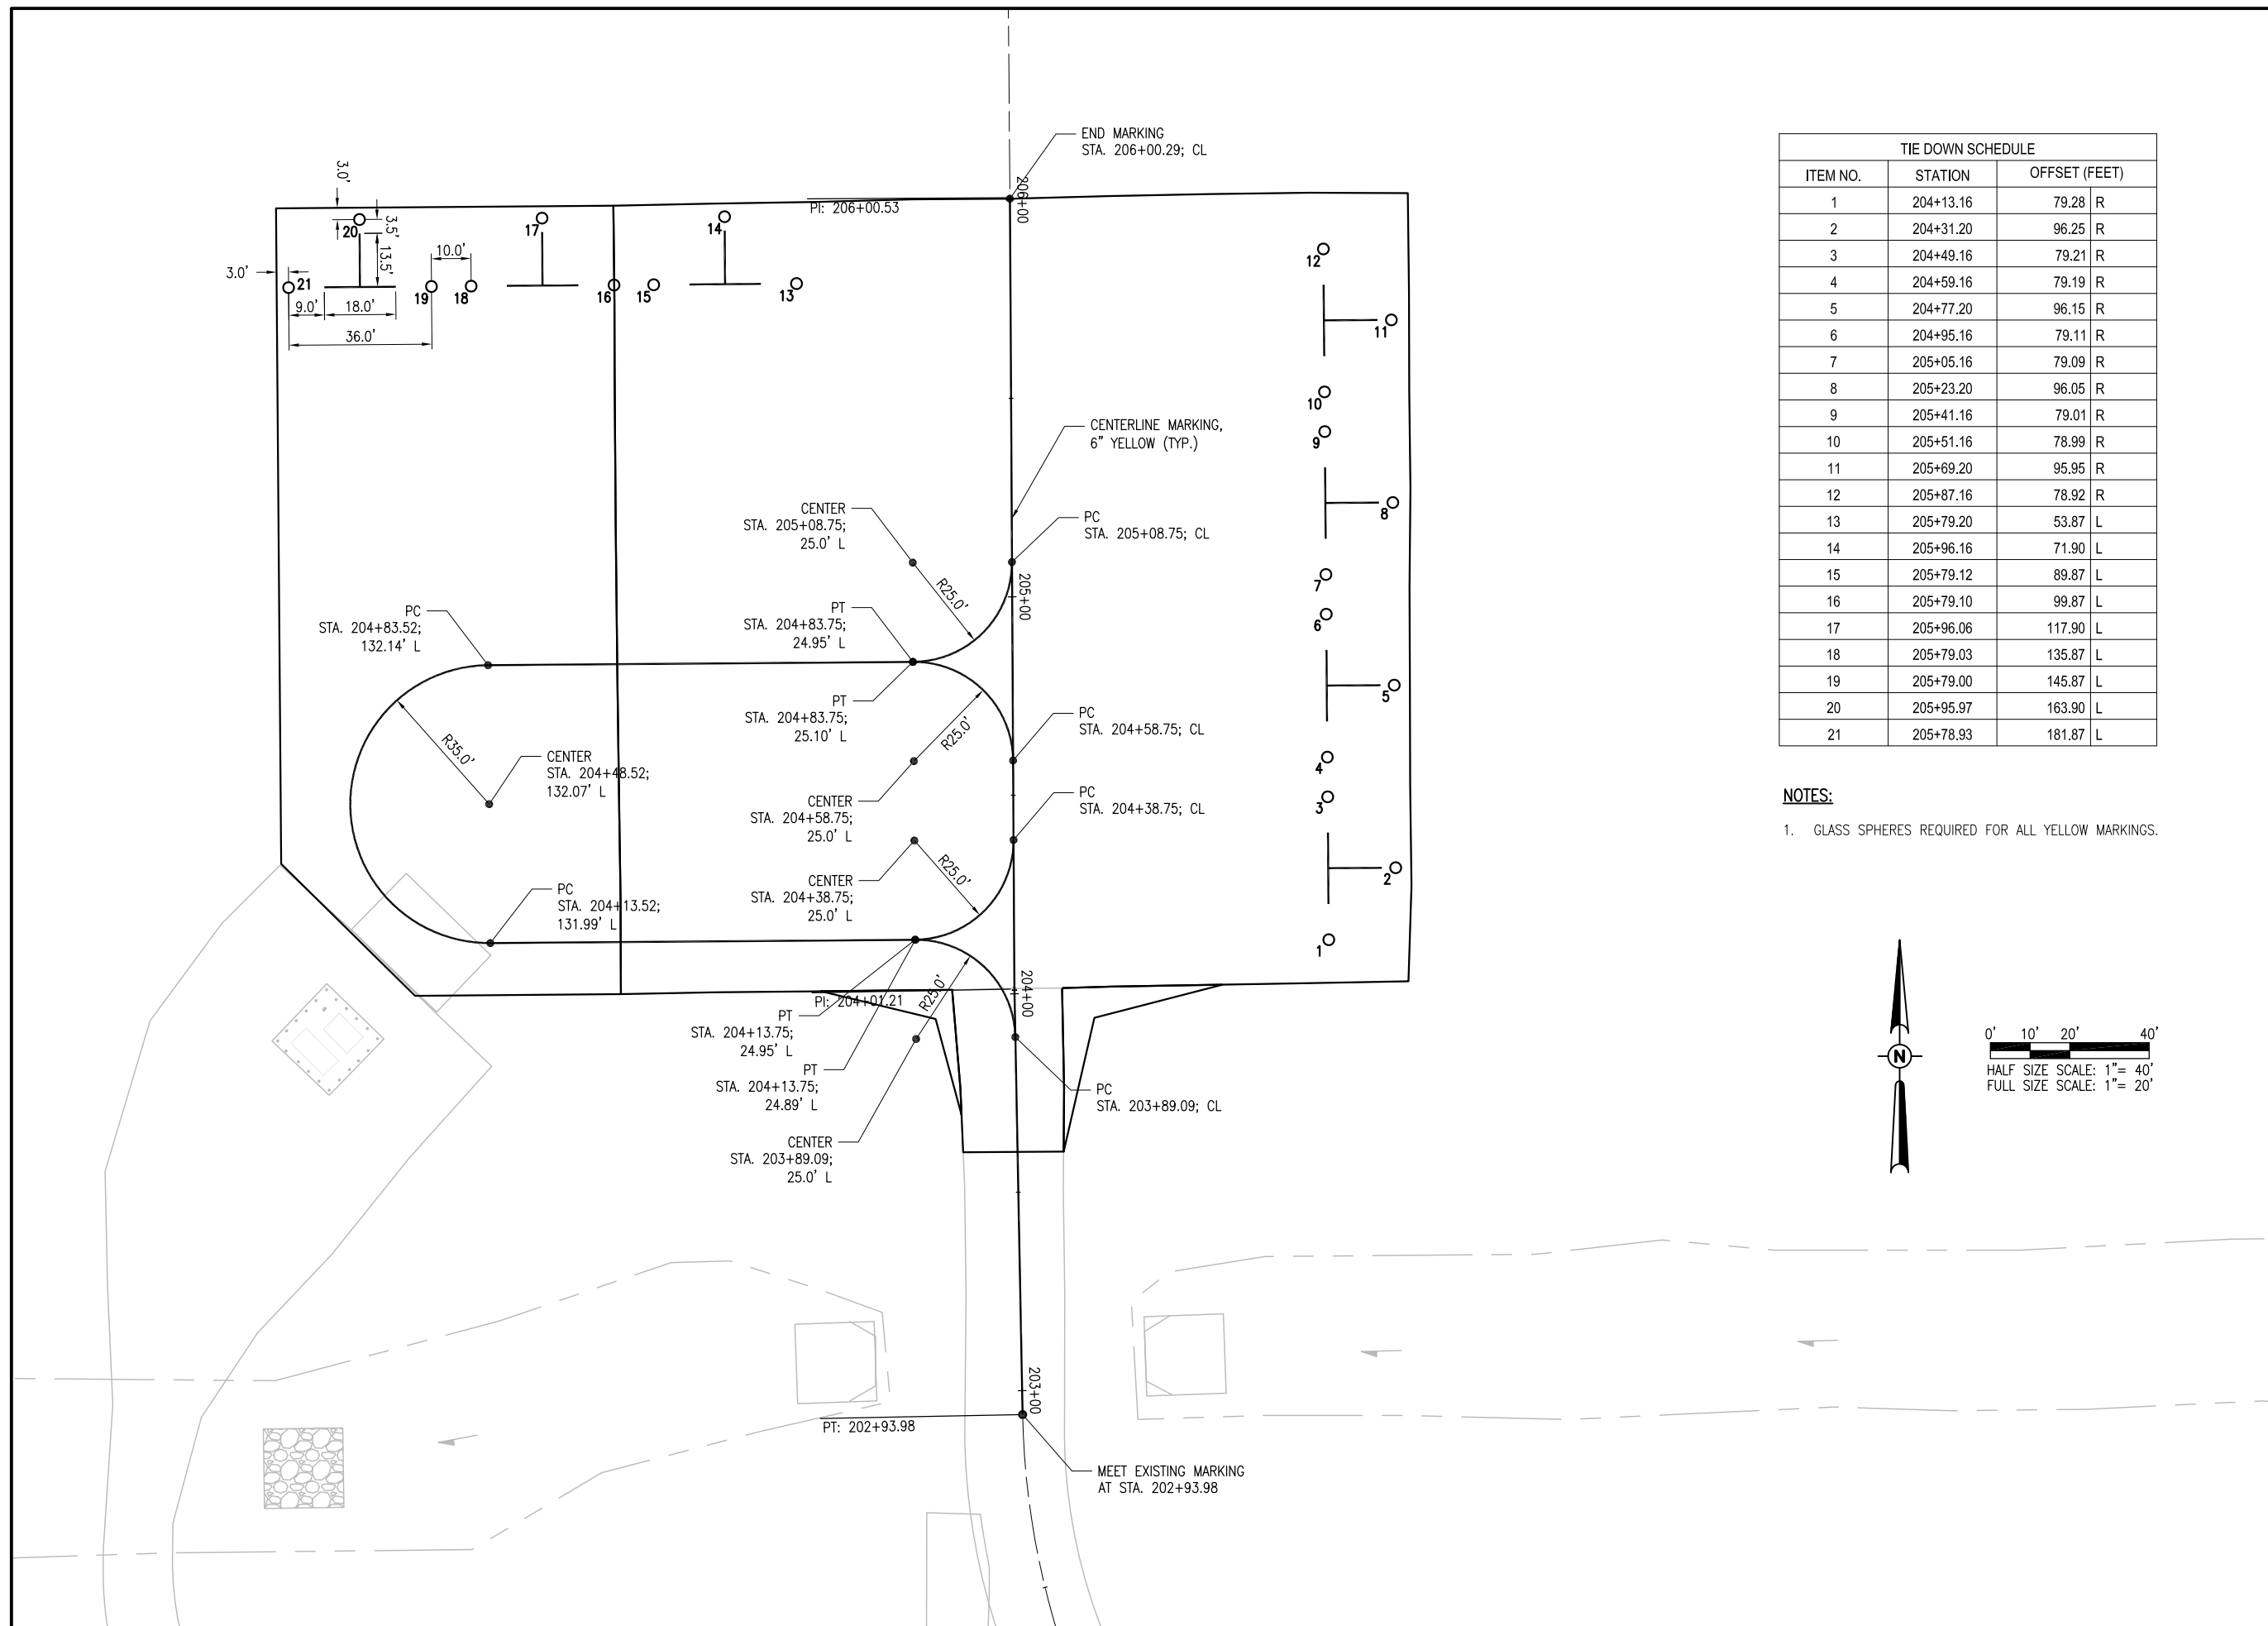 END MARKING
STA. 206+00.29; CL
206+00
PI: 206+00.53
3.0'
3.5'
13.5'
10.0'
3.0'
9.0'
18.0'
36.0'
20
17
14
21
19
18
16
15
13
12
11
10
9
8
7
6
5
4
3
2
1
CENTERLINE MARKING,
6" YELLOW (TYP.)
CENTER
STA. 205+08.75;
25.0' L
PC
STA. 205+08.75; CL
R25.0'
205+00
PC
STA. 204+83.52;
132.14' L
PT
STA. 204+83.75;
24.95' L
PT
STA. 204+83.75;
25.10' L
R25.0'
PC
STA. 204+58.75; CL
R35.0'
CENTER
STA. 204+48.52;
132.07' L
CENTER
STA. 204+58.75;
25.0' L
PC
STA. 204+38.75; CL
CENTER
STA. 204+38.75;
25.0' L
R25.0'
PC
STA. 204+13.52;
131.99' L
204+00
PI: 204+01.21
R25.0'
PT
STA. 204+13.75;
24.95' L
PT
STA. 204+13.75;
24.89' L
PC
STA. 203+89.09; CL
CENTER
STA. 203+89.09;
25.0' L
203+00
PT: 202+93.98
MEET EXISTING MARKING
AT STA. 202+93.98
TIE DOWN SCHEDULE
ITEM NO. STATION OFFSET (FEET)
1 204+13.16 79.28 R
2 204+31.20 96.25 R
3 204+49.16 79.21 R
4 204+59.16 79.19 R
5 204+77.20 96.15 R
6 204+95.16 79.11 R
7 205+05.16 79.09 R
8 205+23.20 96.05 R
9 205+41.16 79.01 R
10 205+51.16 78.99 R
11 205+69.20 95.95 R
12 205+87.16 78.92 R
13 205+79.20 53.87 L
14 205+96.16 71.90 L
15 205+79.12 89.87 L
16 205+79.10 99.87 L
17 205+96.06 117.90 L
18 205+79.03 135.87 L
19 205+79.00 145.87 L
20 205+95.97 163.90 L
21 205+78.93 181.87 L
NOTES:
1. GLASS SPHERES REQUIRED FOR ALL YELLOW MARKINGS.
N
0' 10' 20' 40'
HALF SIZE SCALE: 1"= 40'
FULL SIZE SCALE: 1"= 20'